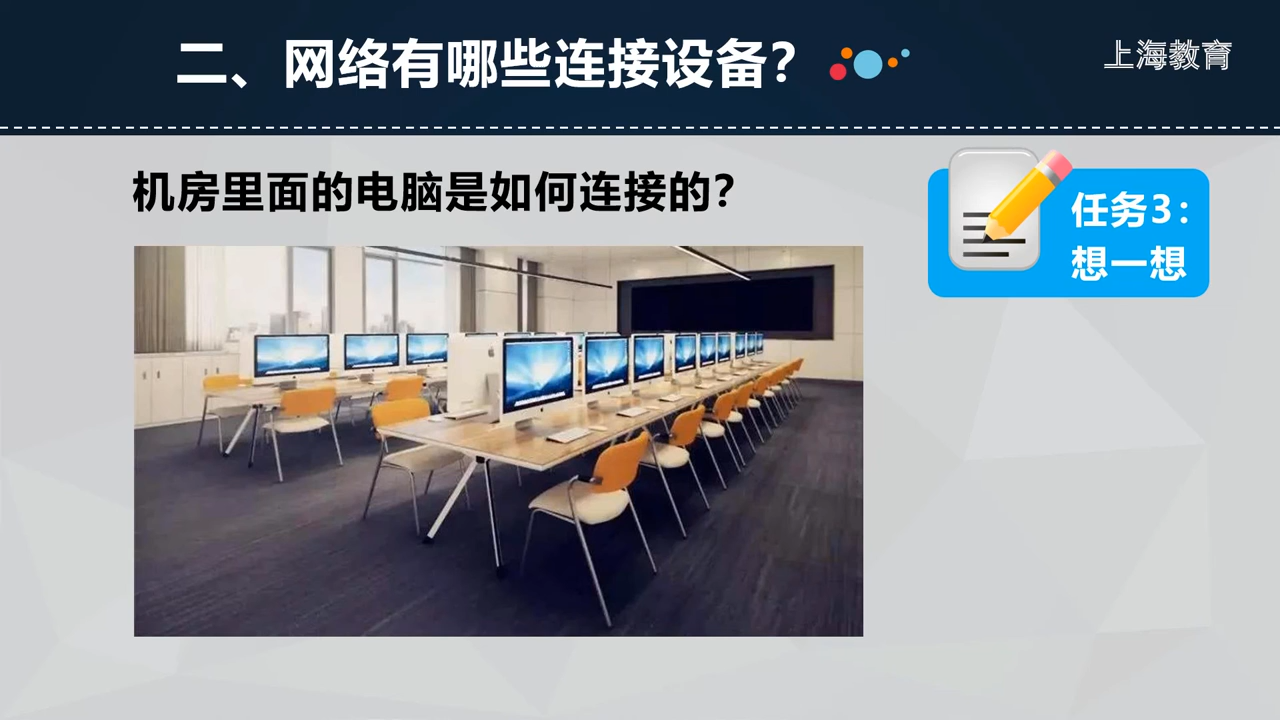 二、网络有哪些连接设备？
上海教育
机房里面的电脑是如何连接的？
任务3：
想一想